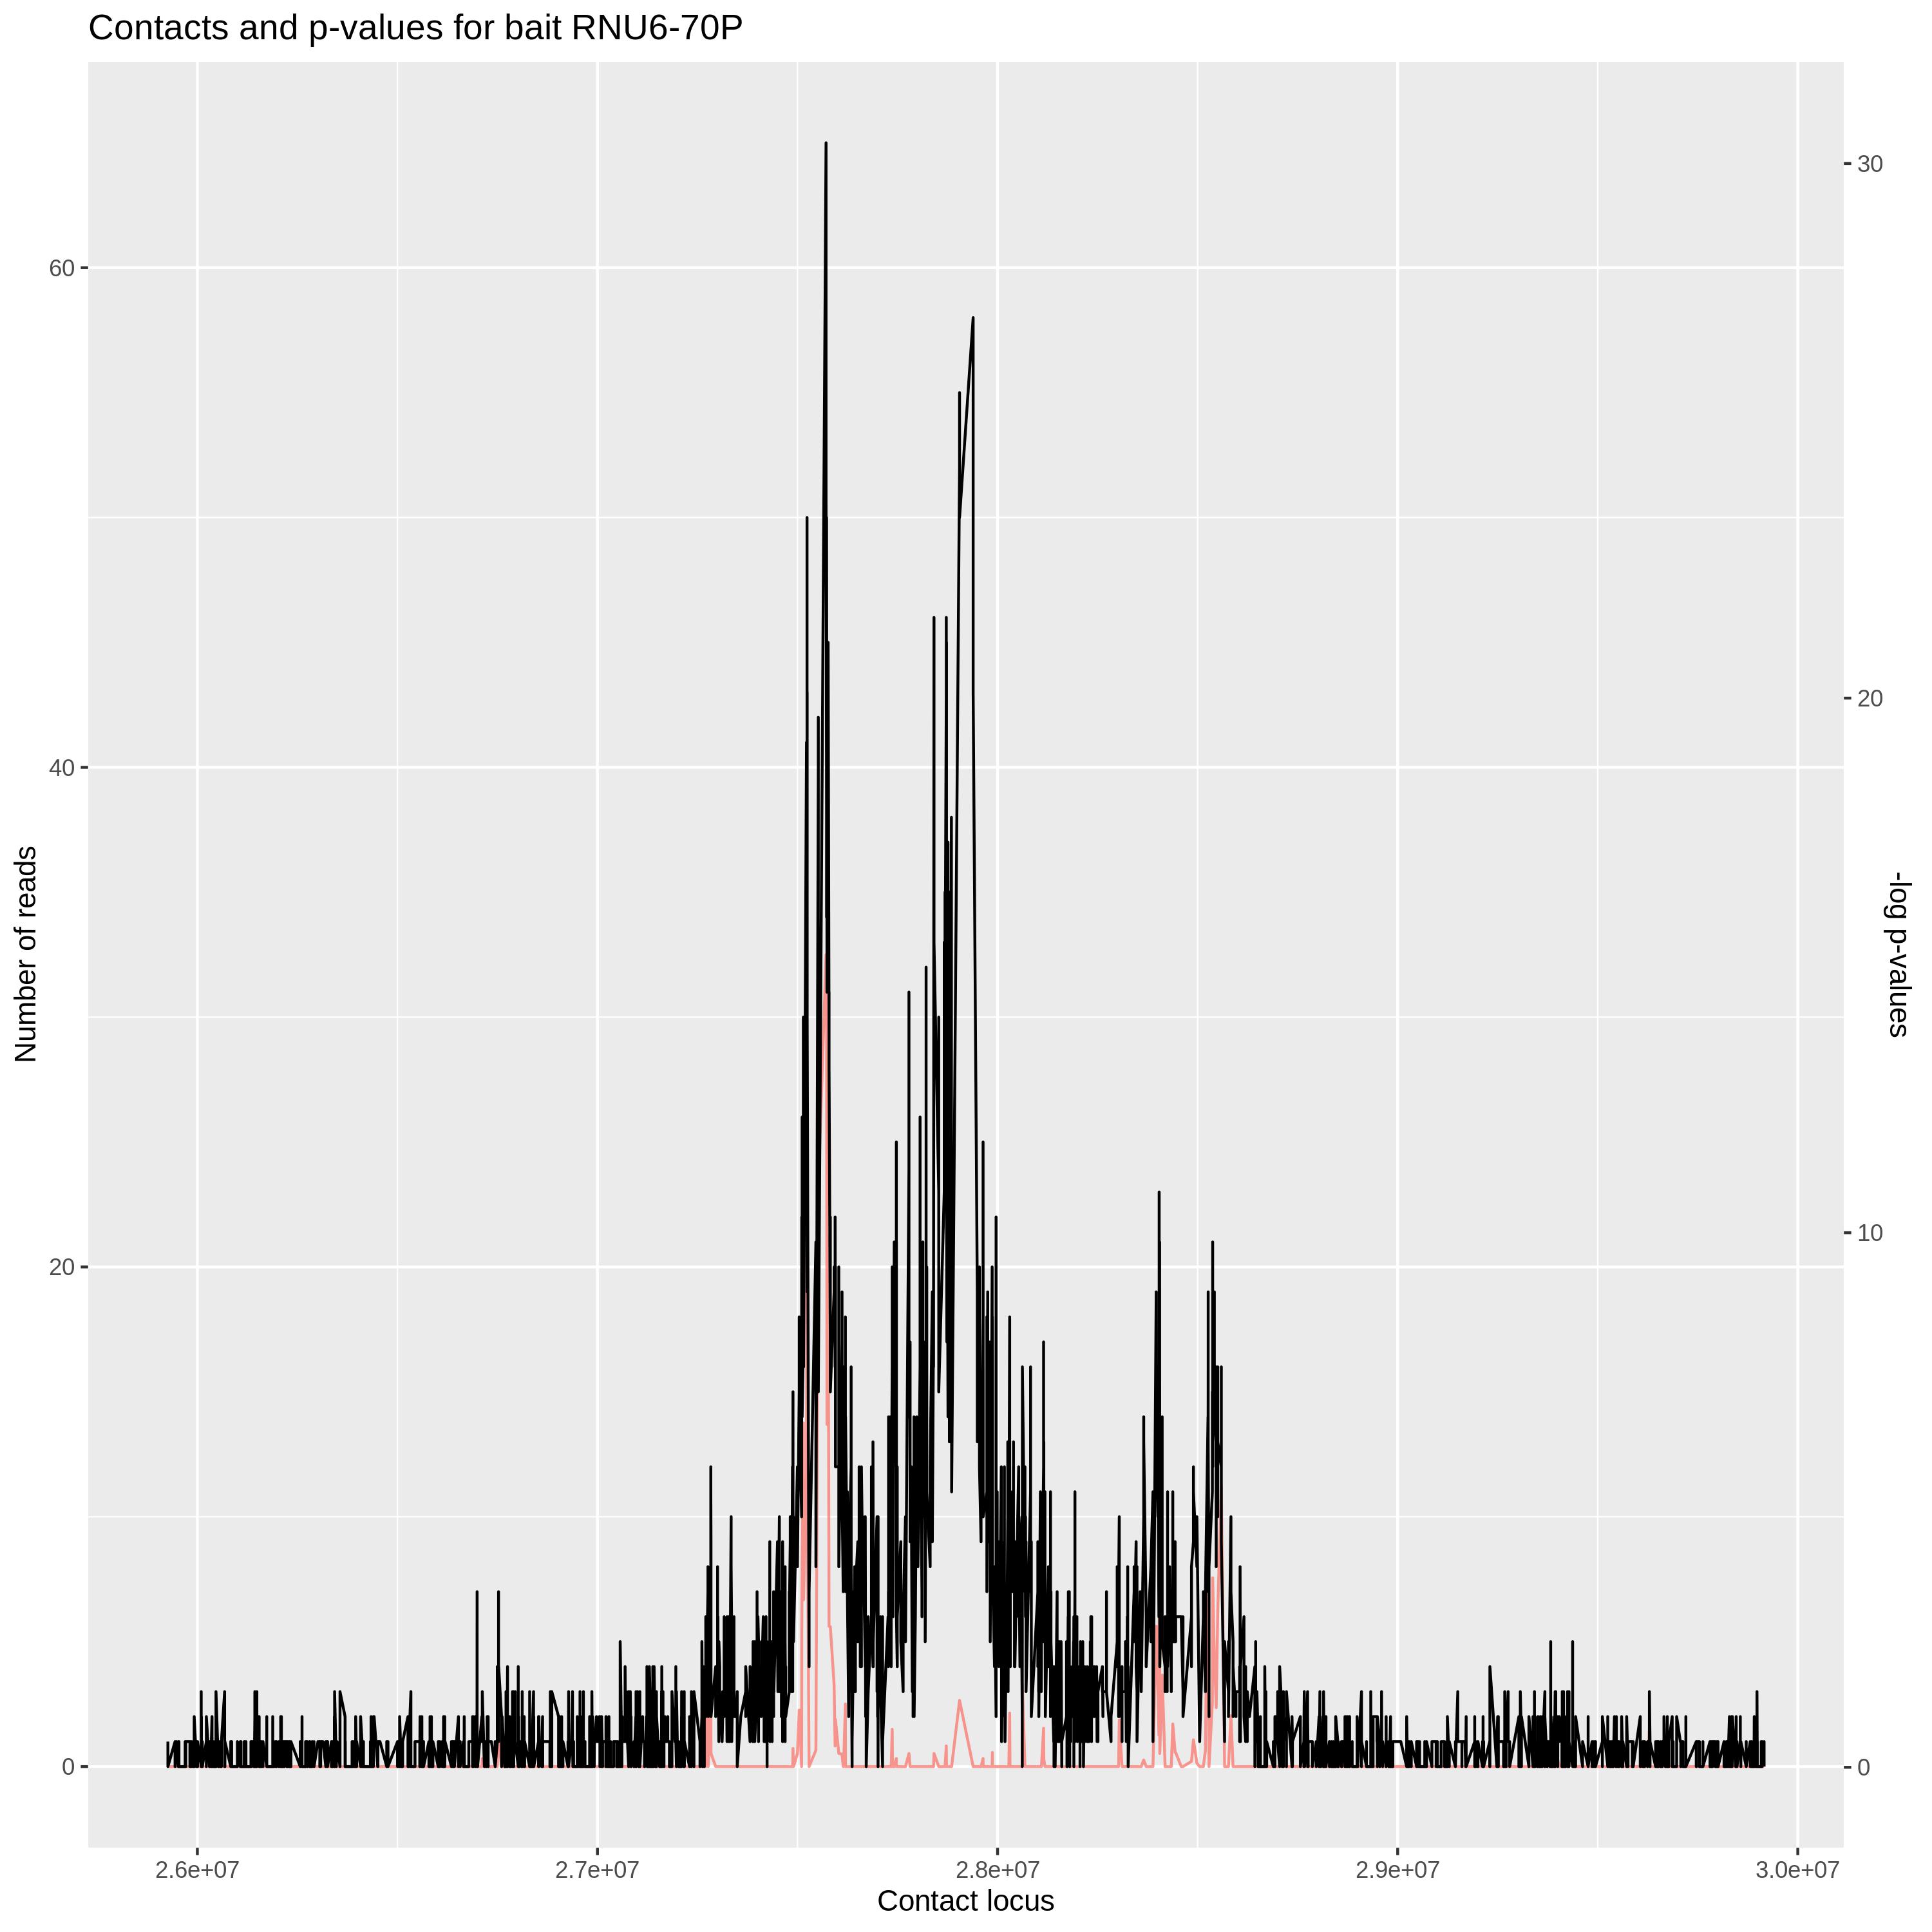 Contacts and p-values for bait RNU6-70P
60
40
20
0
Number of reads
30
20
10
0
-log p-values
2.6e+07
2.7e+07
2.8e+07
2.9e+07
3.0e+07
Contact locus